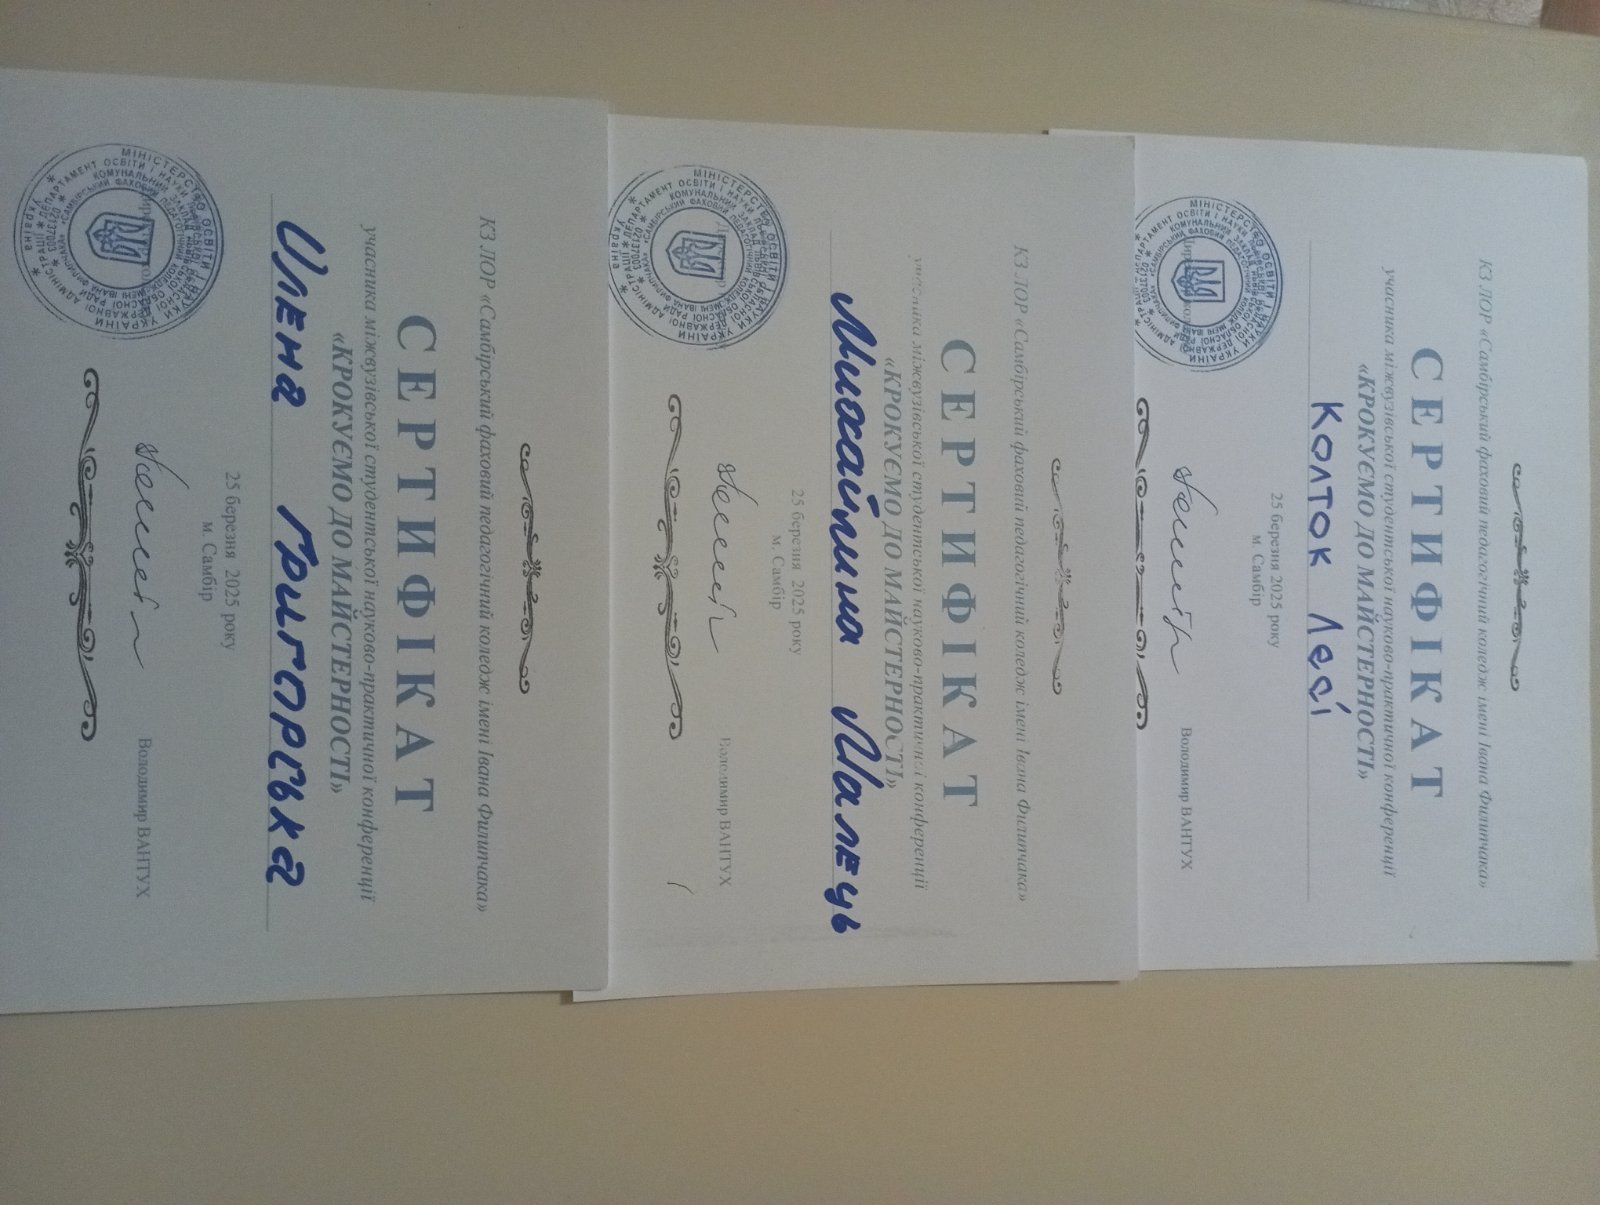 КЗ ЛОР «Самбірський фаховий педагогічний коледж імені Івана Филипчака»
СЕРТИФІКАТ
учасника міжвузівської студентської науково-практичної конференції
«КРОКУЄМО ДО МАЙСТЕРНОСТІ»
Колток Лесі
25 березня 2025 року
м. Самбір
Володимир ВАНТУХ
КЗ ЛОР «Самбірський фаховий педагогічний коледж імені Івана Филипчака»
СЕРТИФІКАТ
учасника міжвузівської студентської науково-практичної конференції
«КРОКУЄМО ДО МАЙСТЕРНОСТІ»
Михайлина Малець
25 березня 2025 року
м. Самбір
Володимир ВАНТУХ
КЗ ЛОР «Самбірський фаховий педагогічний коледж імені Івана Филипчака»
СЕРТИФІКАТ
учасника міжвузівської студентської науково-практичної конференції
«КРОКУЄМО ДО МАЙСТЕРНОСТІ»
Улена Григорська
25 березня 2025 року
м. Самбір
Володимир ВАНТУХ